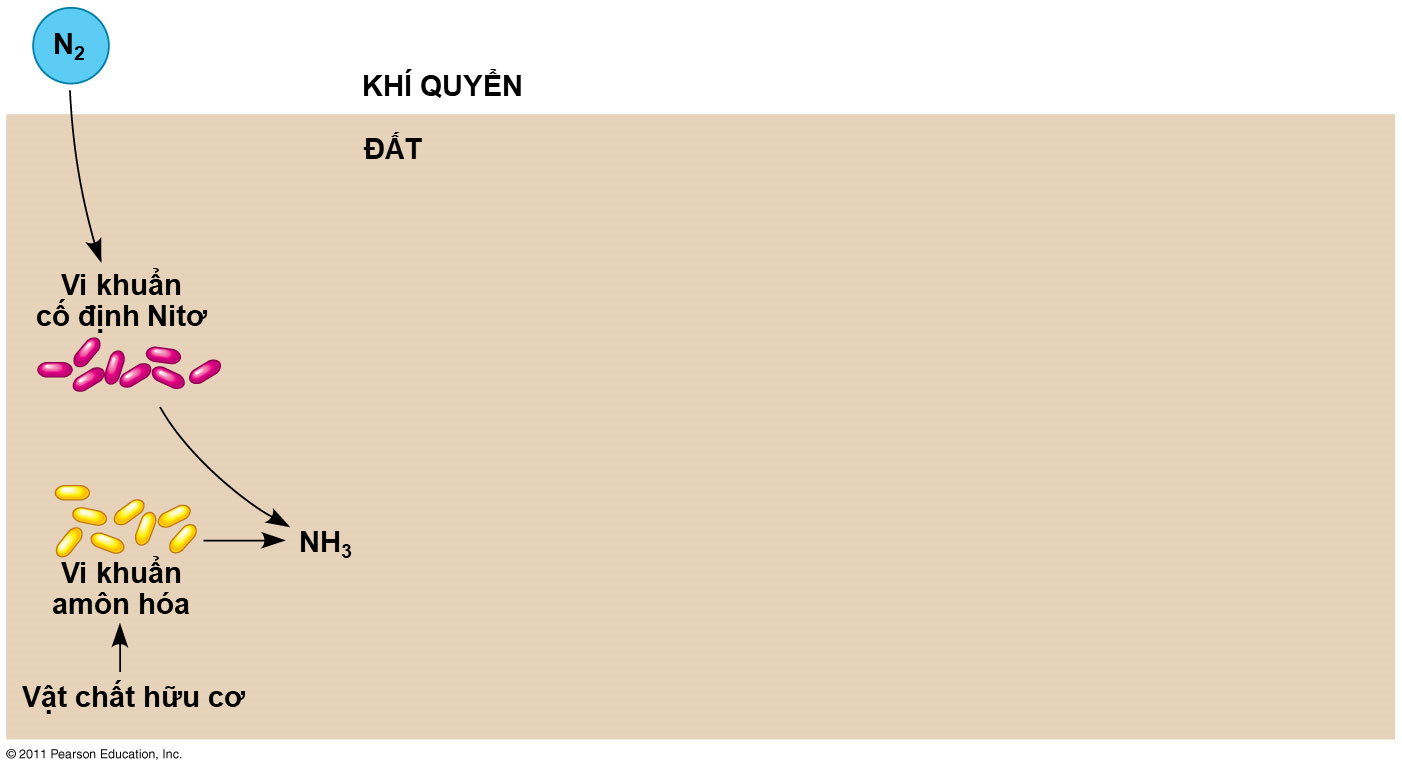 N₂
KHÍ QUYỂN
ĐẤT
Vi khuẩn
cố định Nitơ
NH₃
Vi khuẩn
amôn hóa
Vật chất hữu cơ
© 2011 Pearson Education, Inc.